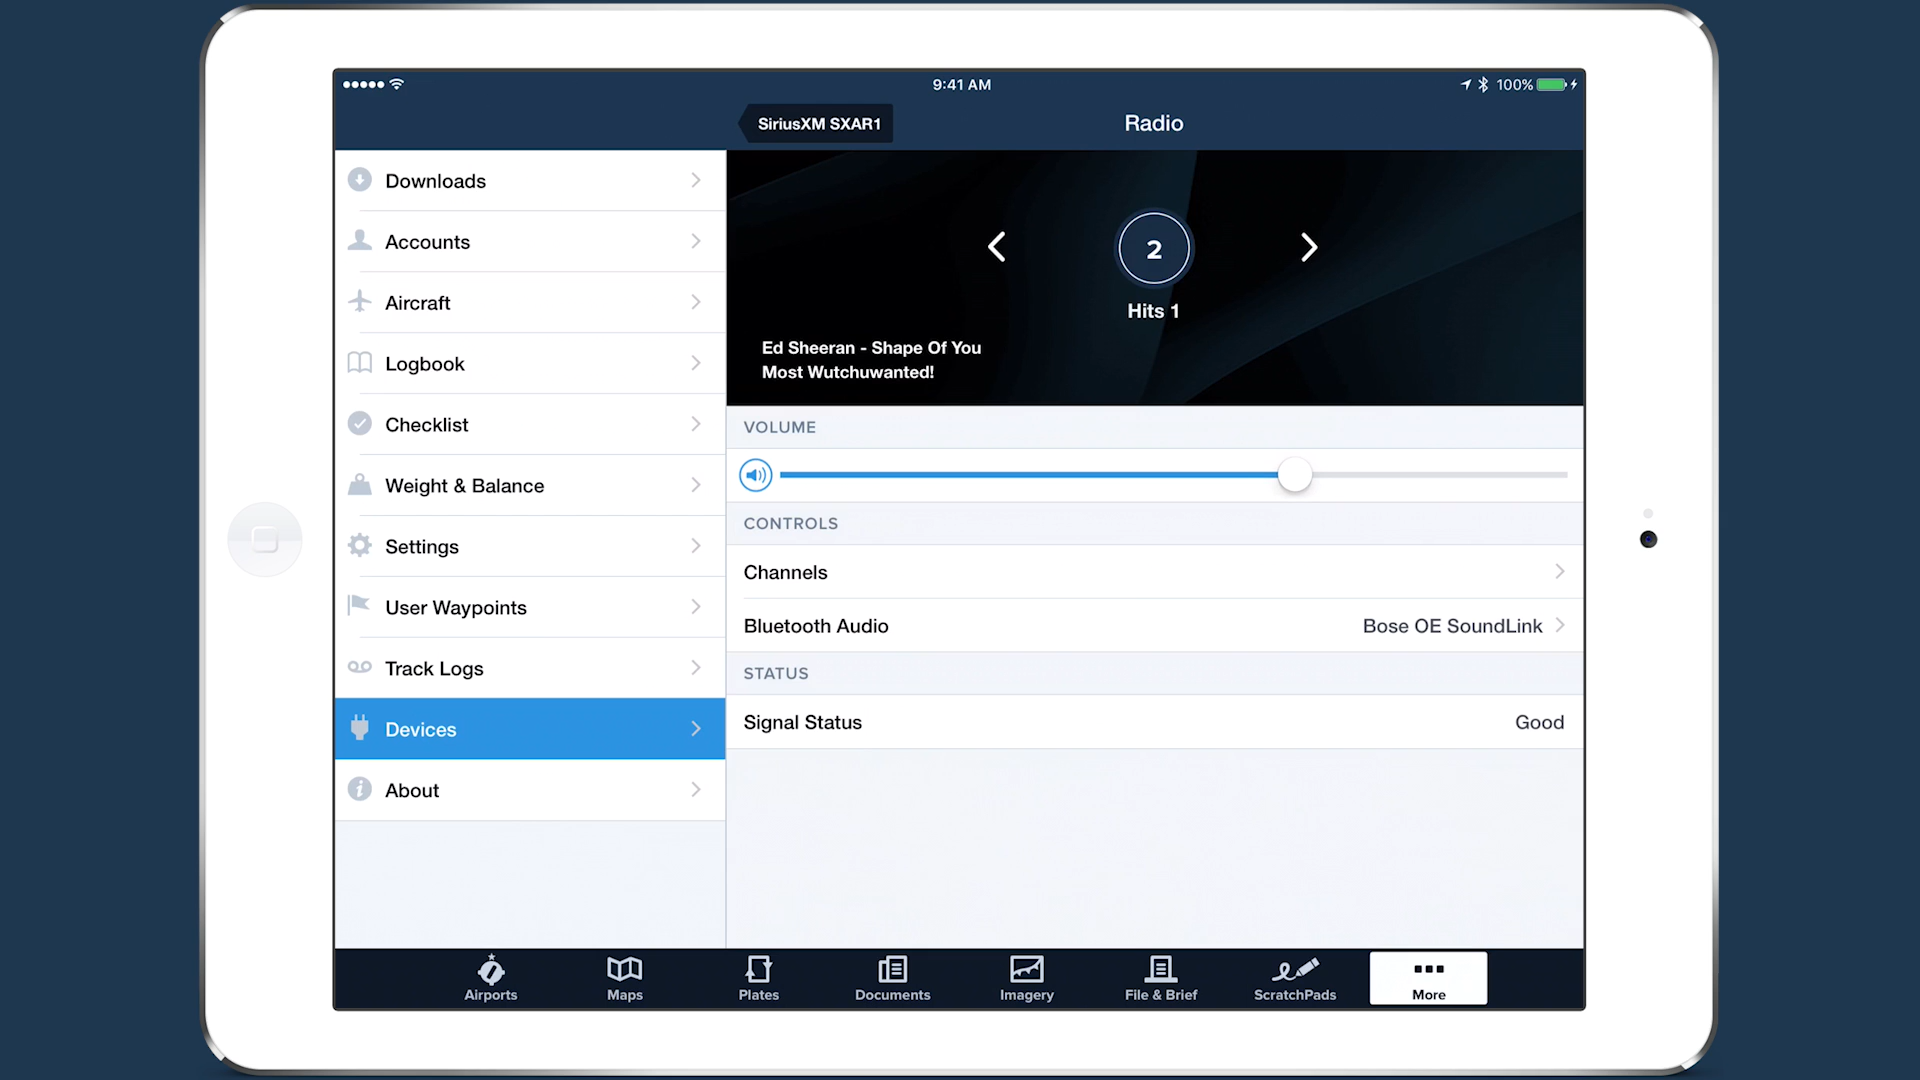 9:41 AM
100%
SiriusXM SXAR1
Radio
Downloads
Accounts
Aircraft
Logbook
Checklist
Weight & Balance
Settings
User Waypoints
Track Logs
Devices
About
2
Hits 1
Ed Sheeran - Shape Of You
Most Wutchuwanted!
VOLUME
CONTROLS
Channels
Bluetooth Audio
Bose OE SoundLink
STATUS
Signal Status
Good
Airports
Maps
Plates
Documents
Imagery
File & Brief
ScratchPads
More